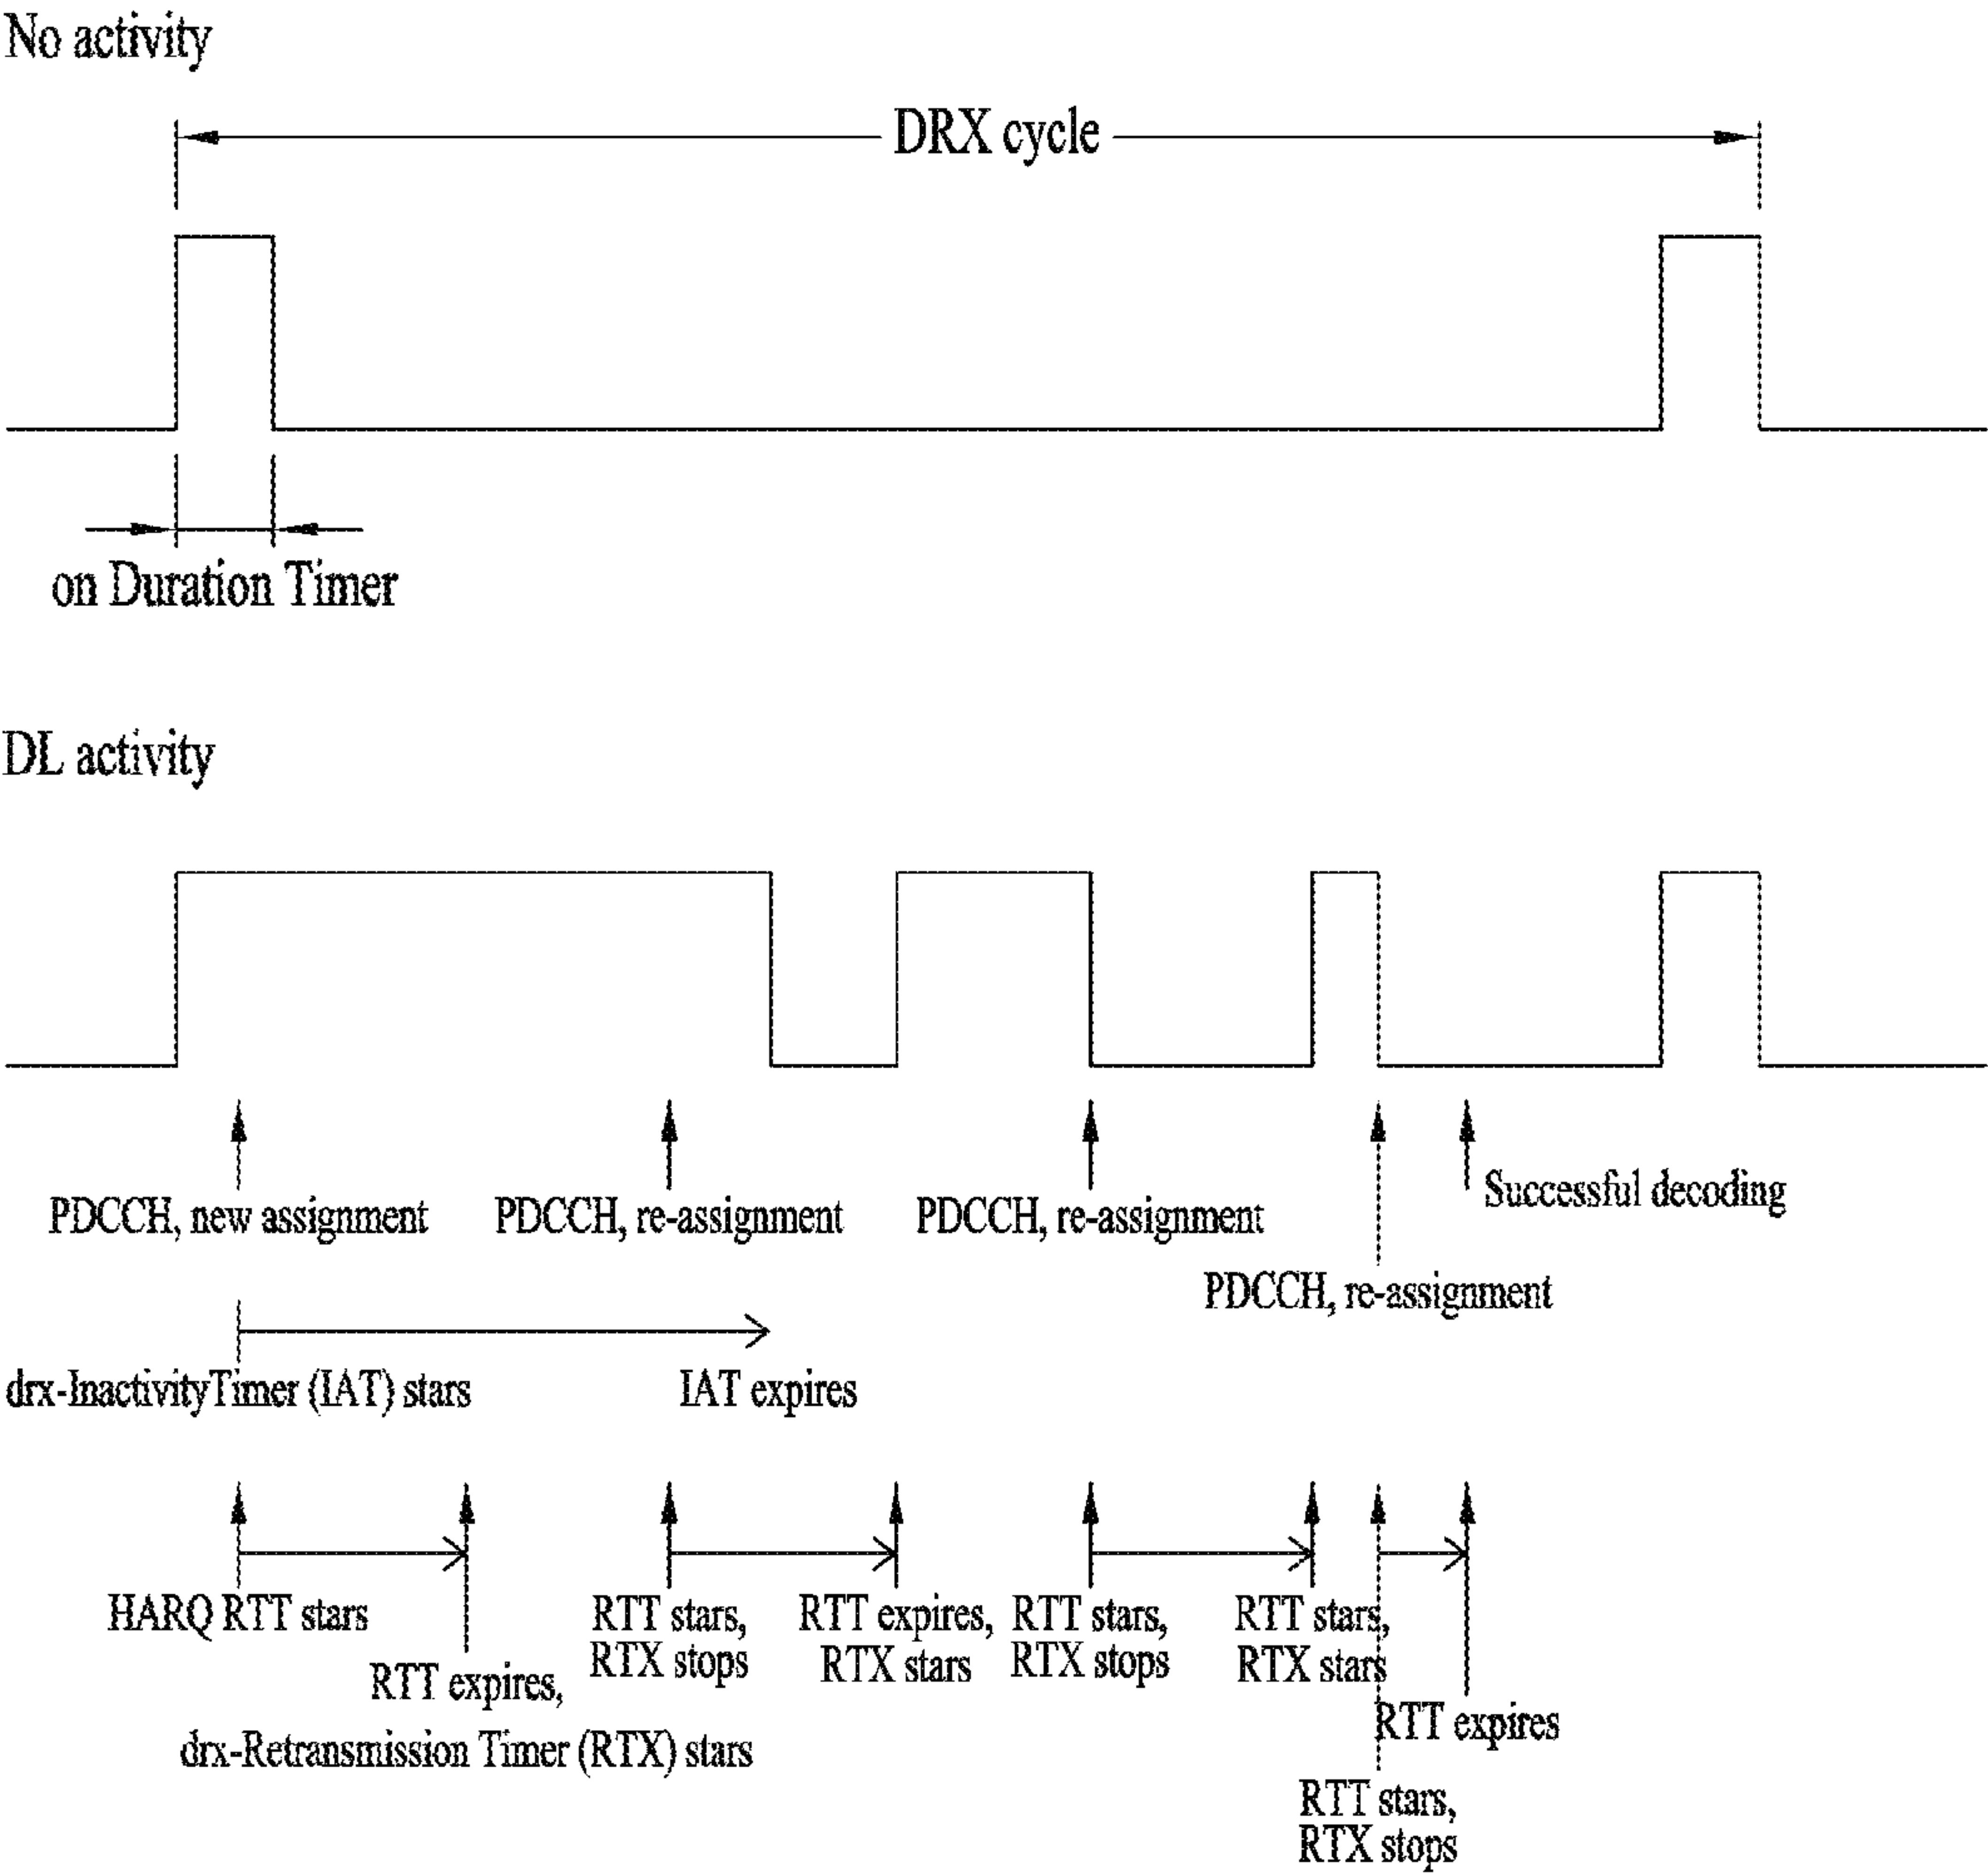 No activity
DRX cycle
on Duration Timer
DL activity
PDCCH, new assignment
PDCCH, re-assignment
PDCCH, re-assignment
Successful decoding
PDCCH, re-assignment
drx-InactivityTimer (IAT) stars
IAT expires
HARQ RTT stars
RTT expires,
drx-Retransmission Timer (RTX) stars
RTT stars,
RTX stops
RTT expires,
RTX stars
RTT stars,
RTX stops
RTT stars,
RTX stars
RTT expires
RTT stars,
RTX stops